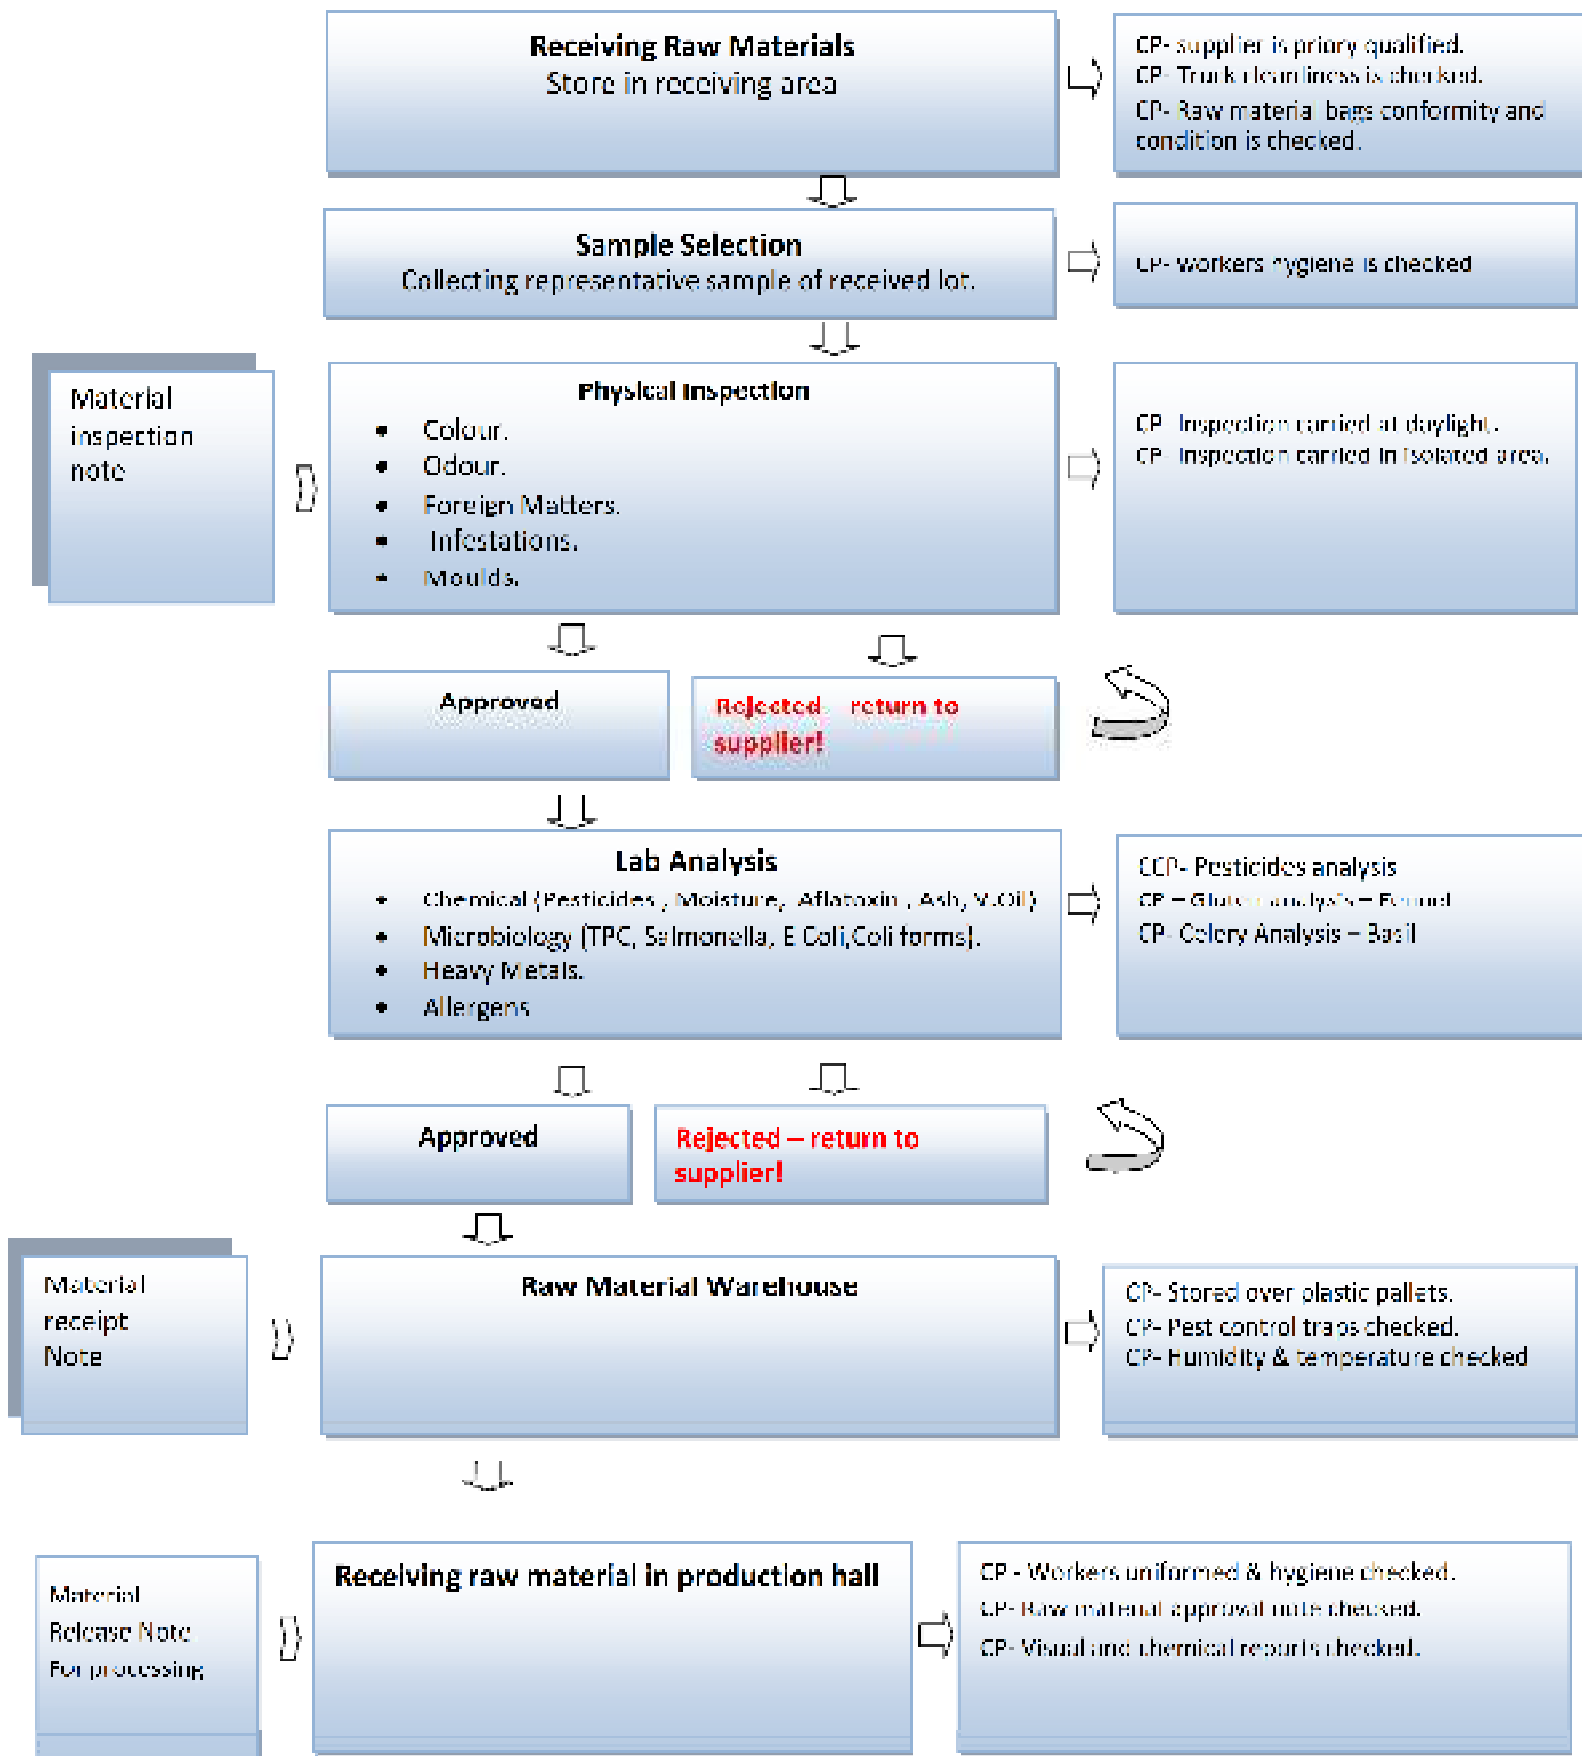 Receiving Raw Materials
Store in receiving area
CP- supplier is priory qualified.
CP- Truck cleanliness is checked.
CP- Raw material bags conformity and
condition is checked.
Sample Selection
Collecting representative sample of received lot.
CP- workers hygiene is checked
Material
inspection
note
Physical Inspection
• Colour.
• Odour.
• Foreign Matters.
• Infestations.
• Moulds.
CP Inspection carried at daylight.
CP- Inspection carried in isolated area.
Approved
Rejected return to
supplier!
Lab Analysis
• Chemical (Pesticides , Moisture, Aflatoxin , Ash, V.Oil)
• Microbiology (TPC, Salmonella, E Coli,Coli forms).
• Heavy Metals.
• Allergens
CCP- Pesticides analysis
CP – Gluten analysis – Fennel
CP- Celery Analysis – Basil
Approved
Rejected – return to
supplier!
Material
receipt
Note
Raw Material Warehouse
CP- Stored over plastic pallets.
CP- Pest control traps checked.
CP- Humidity & temperature checked
Material
Release Note
For processing
Receiving raw material in production hall
CP - Workers uniformed & hygiene checked.
CP- Raw material approval note checked.
CP- Visual and chemical reports checked.